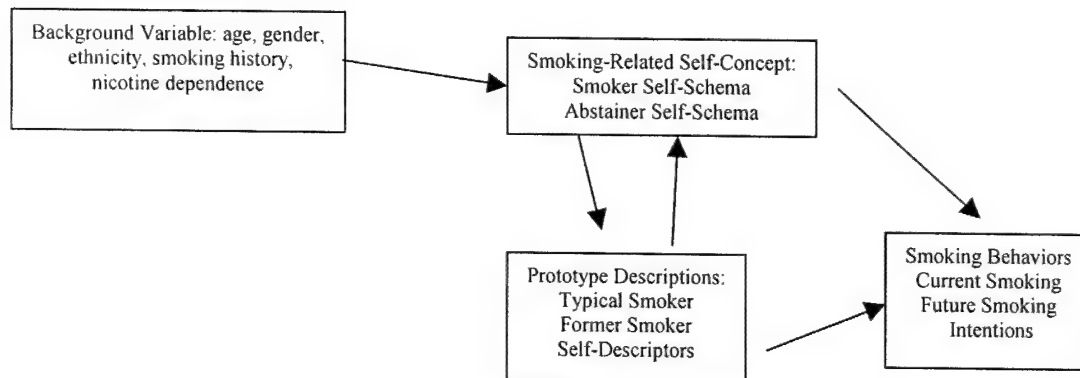 Background Variable: age, gender,
ethnicity, smoking history,
nicotine dependence
Smoking-Related Self-Concept:
Smoker Self-Schema
Abstainer Self-Schema
Prototype Descriptions:
Typical Smoker
Former Smoker
Self-Descriptors
Smoking Behaviors
Current Smoking
Future Smoking
Intentions